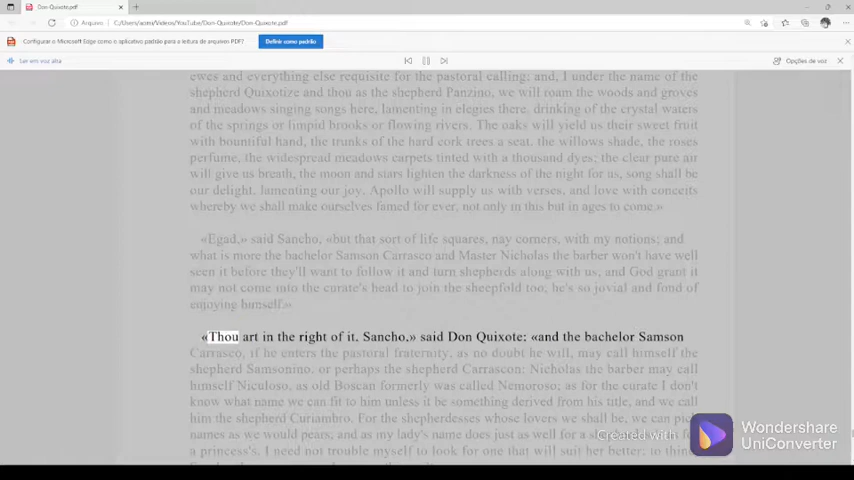 Don-Quixote.pdf
Arquivo
C:/Users/acres/Videos/YouTube/Don-Quixote/Don-Quixote.pdf
Configurar o Microsoft Edge como o aplicativo padrão para a leitura de arquivos PDF?
Definir como padrão
Ler em voz alta
Opções de voz
ewes and everything else requisite for the pastoral calling; and, I under the name of the
shepherd Quixotize and thou as the shepherd Panzino, we will roam the woods and groves
and meadows singing songs here, lamenting in elegies there, drinking of the crystal waters
of the springs or limpid brooks or flowing rivers. The oaks will yield us their sweet fruit
with bountiful hand, the trunks of the hard cork trees a seat, the willows shade, the roses
perfume, the widespread meadows carpets tinted with a thousand dyes; the clear pure air
will give us breath, the moon and stars lighten the darkness of the night for us, song shall be
our delight, lamenting our joy, Apollo will supply us with verses, and love with conceits
whereby we shall make ourselves famed for ever, not only in this but in ages to come.»
«Egad,» said Sancho, «but that sort of life squares, nay corners, with my notions; and
what is more the bachelor Samson Carrasco and Master Nicholas the barber won't have well
seen it before they'll want to follow it and turn shepherds along with us, and God grant it
may not come into the curate's head to join the sheepfold too, he's so jovial and fond of
enjoying himself.»
«Thou art in the right of it, Sancho,» said Don Quixote; «and the bachelor Samson
Carrasco, if he enters the pastoral fraternity, as no doubt he will, may call himself the
shepherd Samsonino, or perhaps the shepherd Carrascon; Nicholas the barber may call
himself Niculoso, as old Boscan formerly was called Nemoroso; as for the curate I don't
know what name we can fit to him unless it be something derived from his title, and we call
him the shepherd Curiambro. For the shepherdesses whose lovers we shall be, we can pick
names as we would pears; and as my lady's name does just as well for a
a princess's, I need not trouble myself to look for one that will suit her better; to
Created with
Wondershare
UniConverter